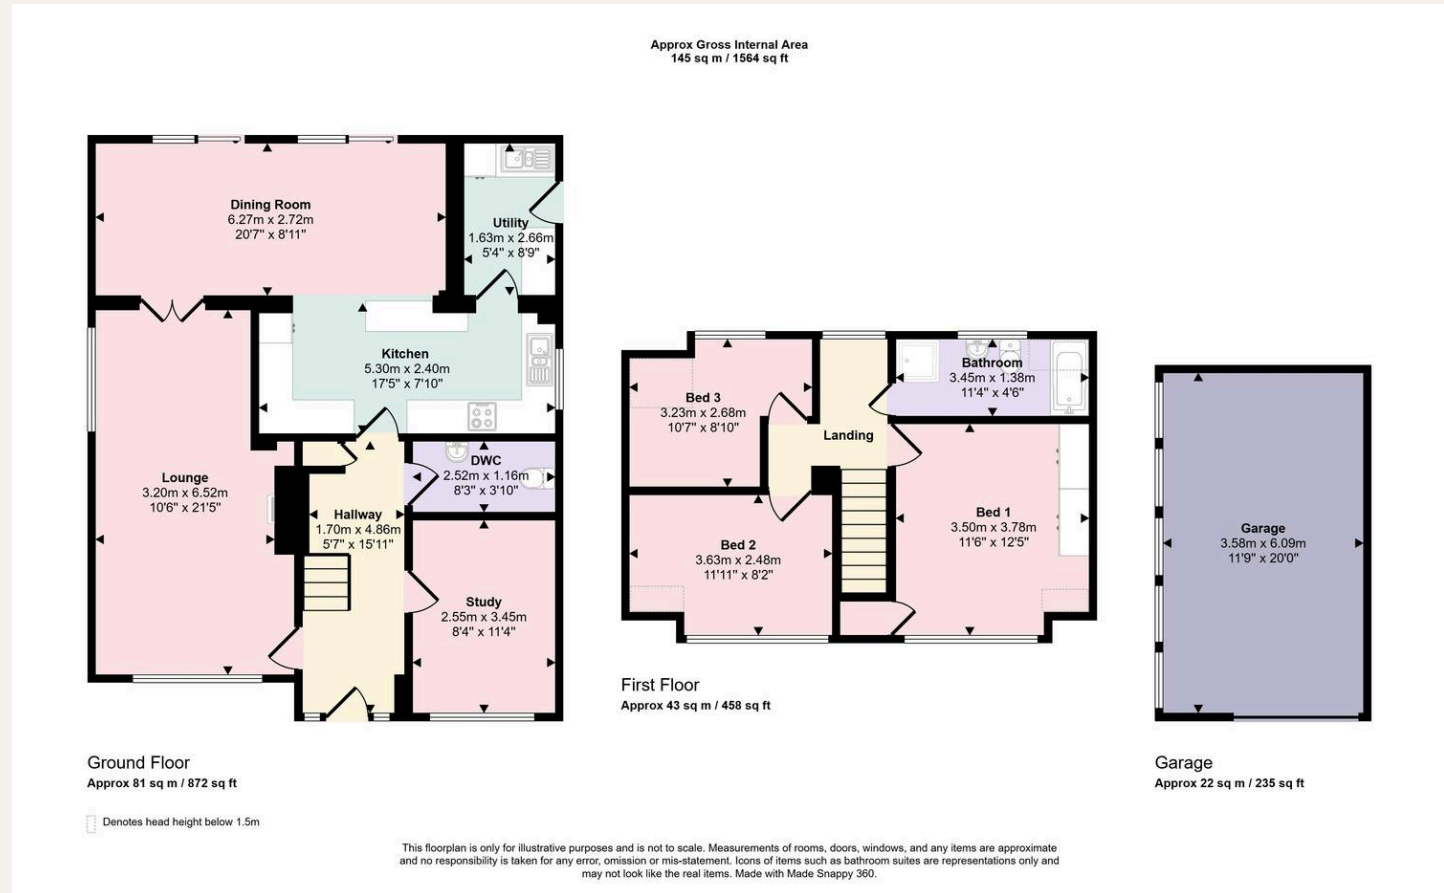 Approx Gross Internal Area
145 sq m / 1564 sq ft
Dining Room
6.27m x 2.72m
20'7" x 8'11"
Utility
1.63m x 2.66m
5'4" x 8'9"
Kitchen
5.30m x 2.40m
17'5" x 7'10"
Lounge
3.20m x 6.52m
10'6" x 21'5"
Hallway
1.70m x 4.86m
5'7" x 15'11"
DWC
2.52m x 1.16m
8'3" x 3'10"
Study
2.55m x 3.45m
8'4" x 11'4"
Ground Floor
Approx 81 sq m / 872 sq ft
Denotes head height below 1.5m
Bed 3
3.23m x 2.68m
10'7" x 8'10"
Landing
Bathroom
3.45m x 1.38m
11'4" x 4'6"
Bed 2
3.63m x 2.48m
11'11" x 8'2"
Bed 1
3.50m x 3.78m
11'6" x 12'5"
First Floor
Approx 43 sq m / 458 sq ft
Garage
3.58m x 6.09m
11'9" x 20'0"
Garage
Approx 22 sq m / 235 sq ft
This floorplan is only for illustrative purposes and is not to scale. Measurements of rooms, doors, windows, and any items are approximate
and no responsibility is taken for any error, omission or mis-statement. Icons of items such as bathroom suites are representations only and
may not look like the real items. Made with Made Snappy 360.